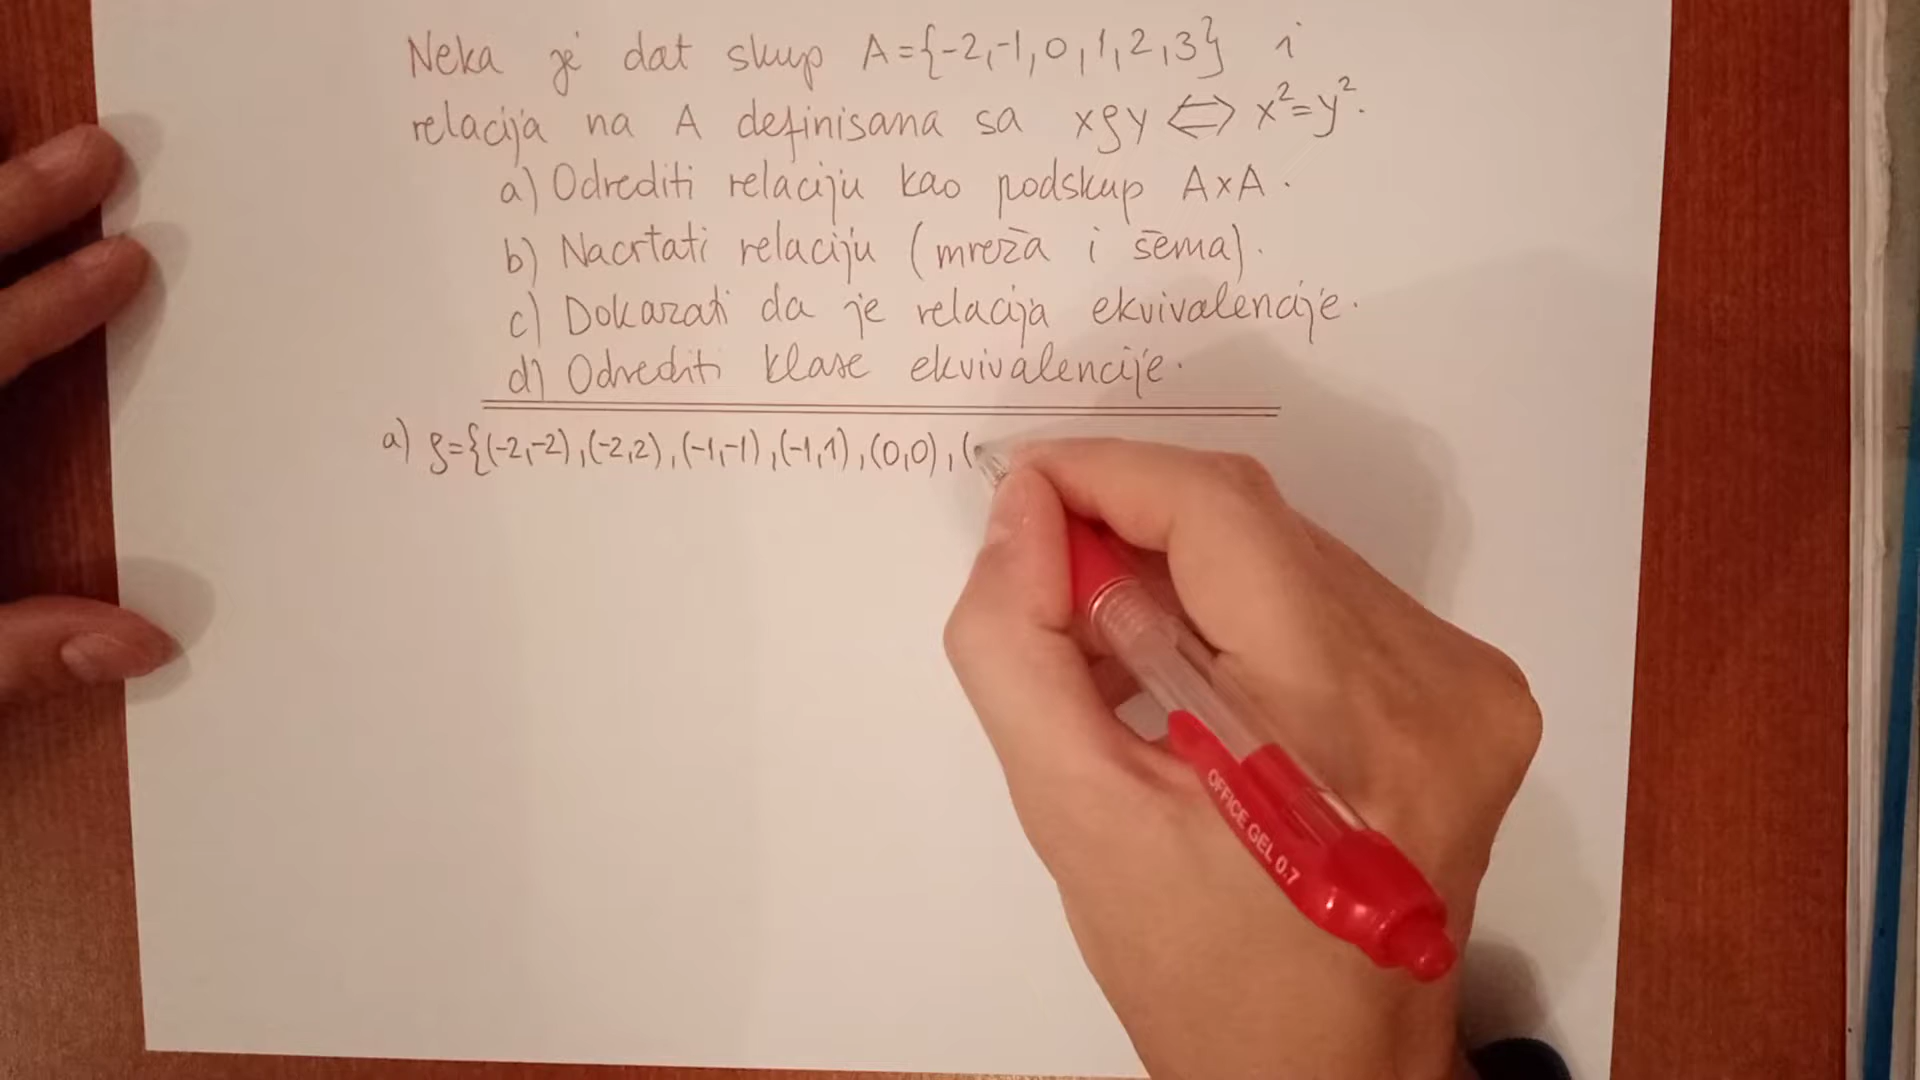 Neka je dat skup A={-2,-1,0,1,2,3} i
relacija na A definisana sa xρy ⇔ x²=y².
a) Odrediti relaciju kao podskup A×A.
b) Nacrtati relaciju (mreža i šema).
c) Dokazati da je relacija ekvivalencije.
d) Odrediti klase ekvivalencije.
a) ρ={(-2,-2),(-2,2),(-1,-1),(-1,1),(0,0),(
OFFICE GEL 0.7